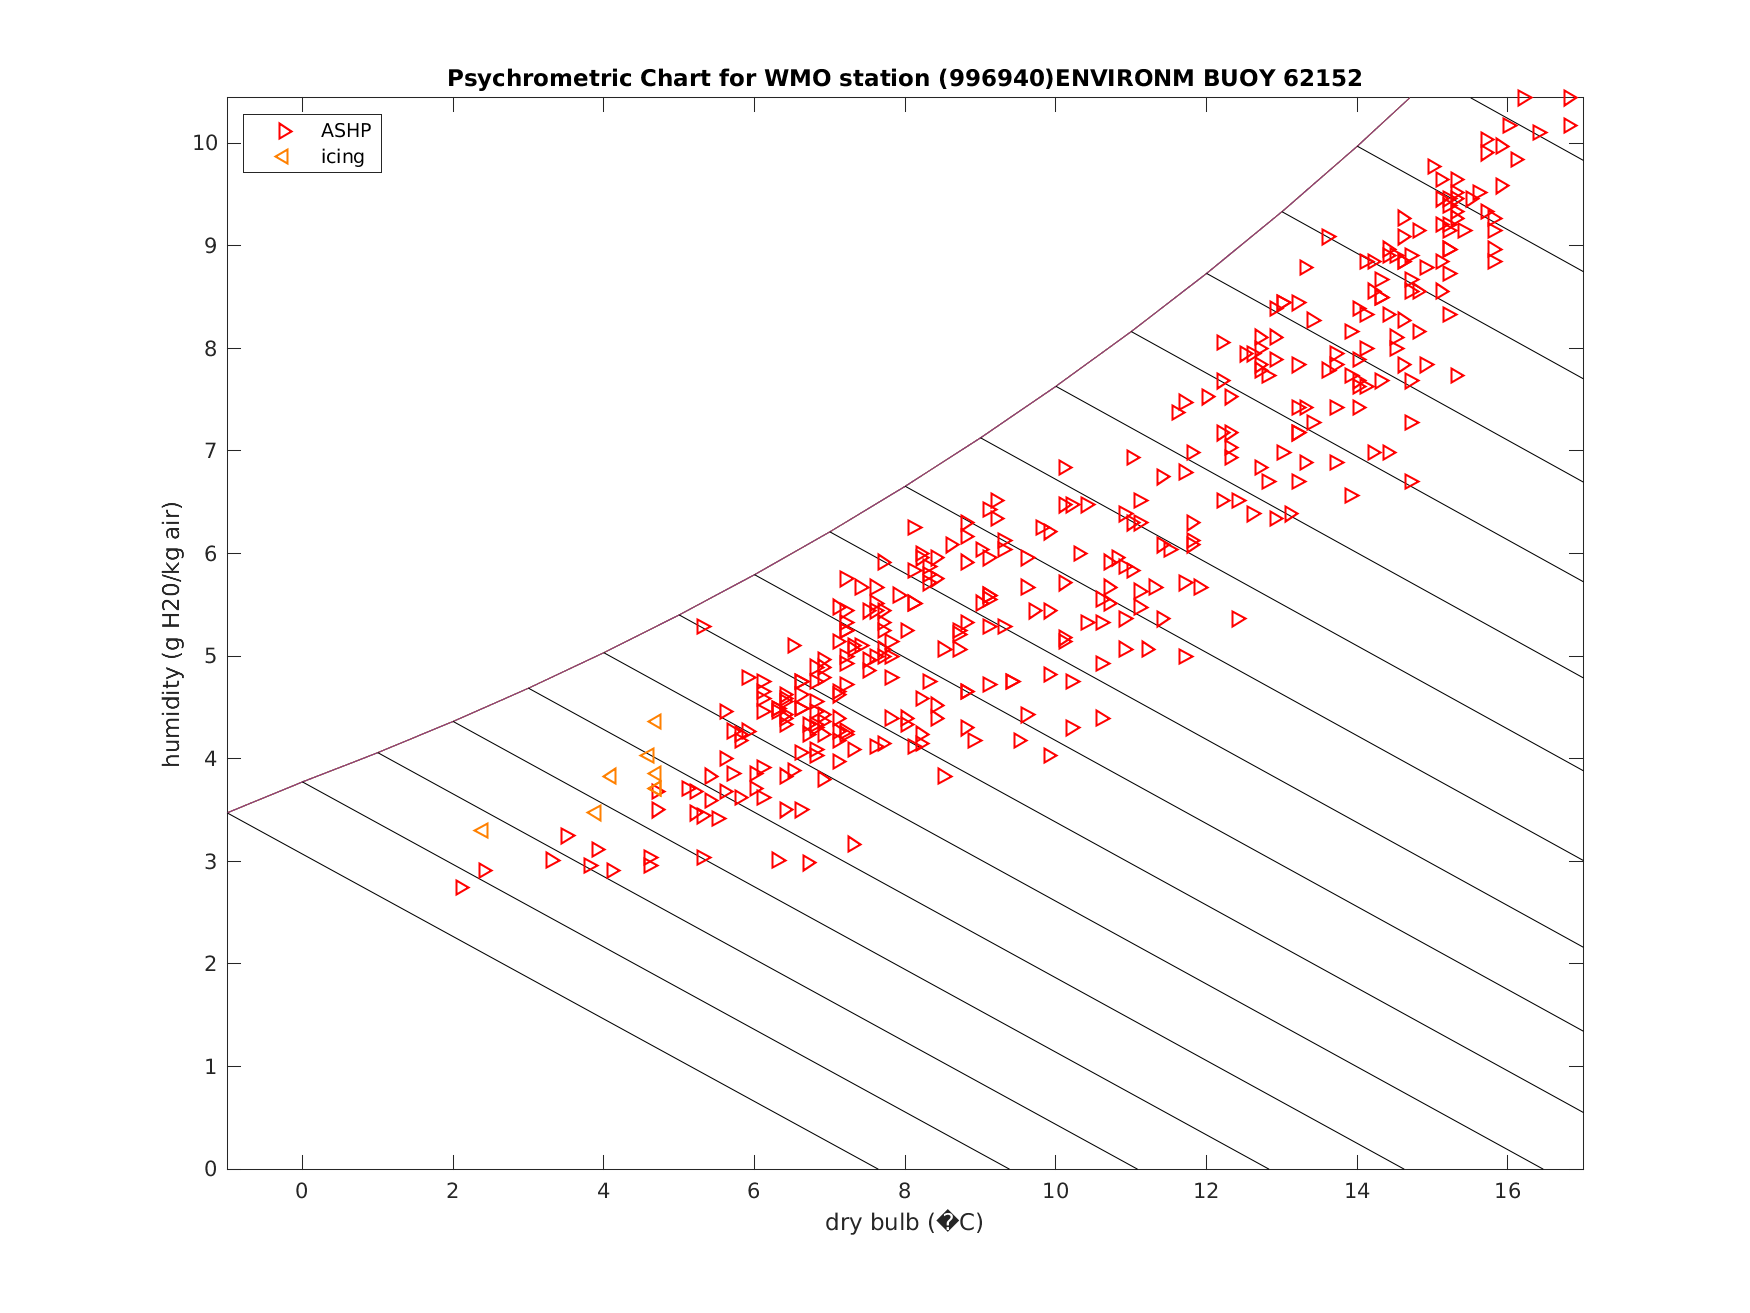 Psychrometric Chart for WMO station (996940)ENVIRONM BUOY 62152
ASHP
icing
humidity (g H20/kg air)
10
9
8
7
6
5
4
3
2
1
0
0 2 4 6 8 10 12 14 16
dry bulb (�C)